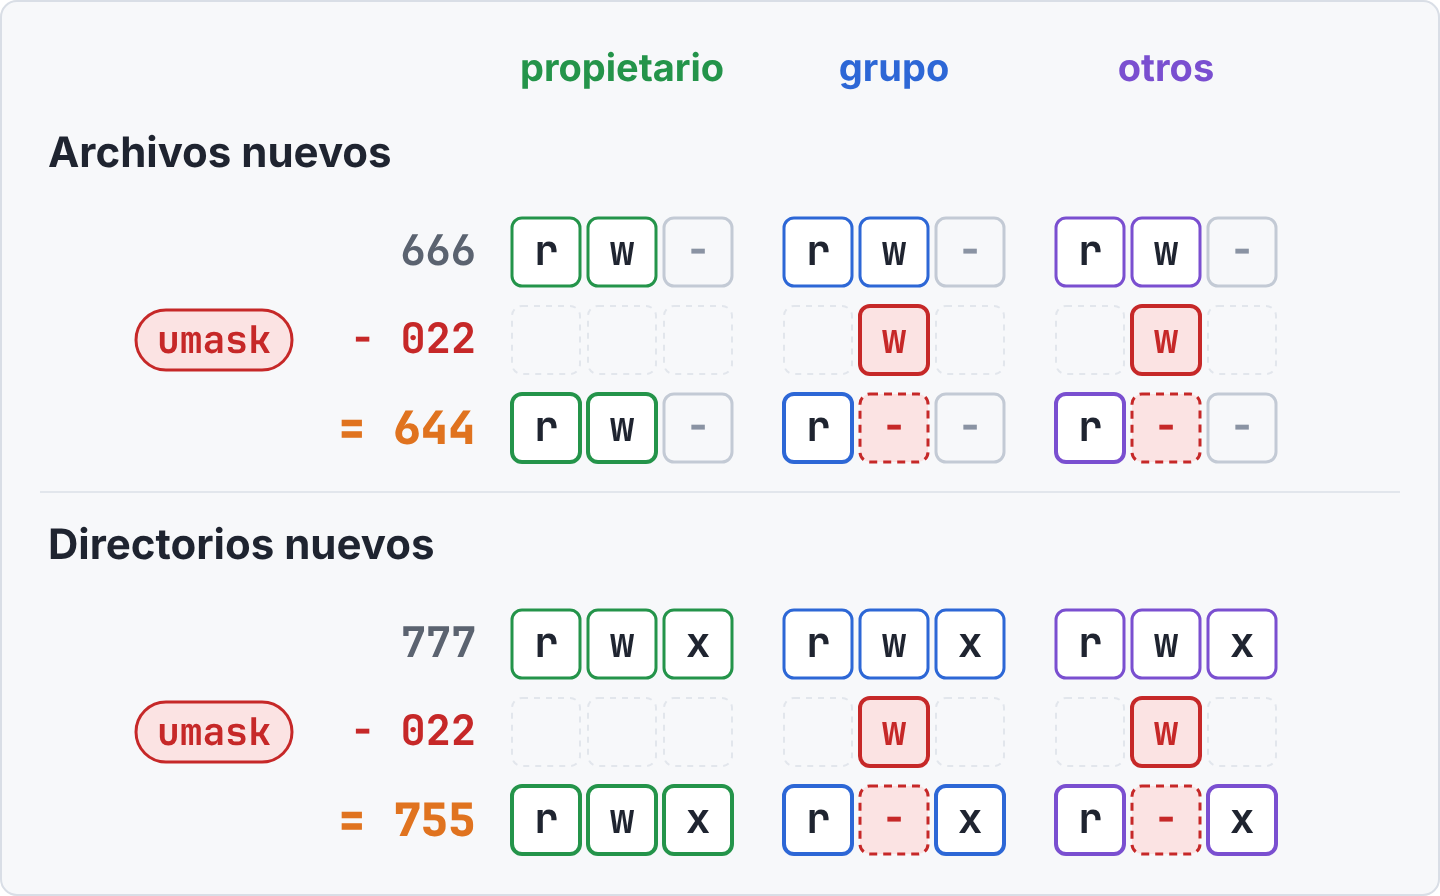 propietario grupo otros
Archivos nuevos
666 r w - r w - r w -
umask - 022 w w
= 644 r w - r - - r - -
Directorios nuevos
777 r w x r w x r w x
umask - 022 w w
= 755 r w x r - x r - x